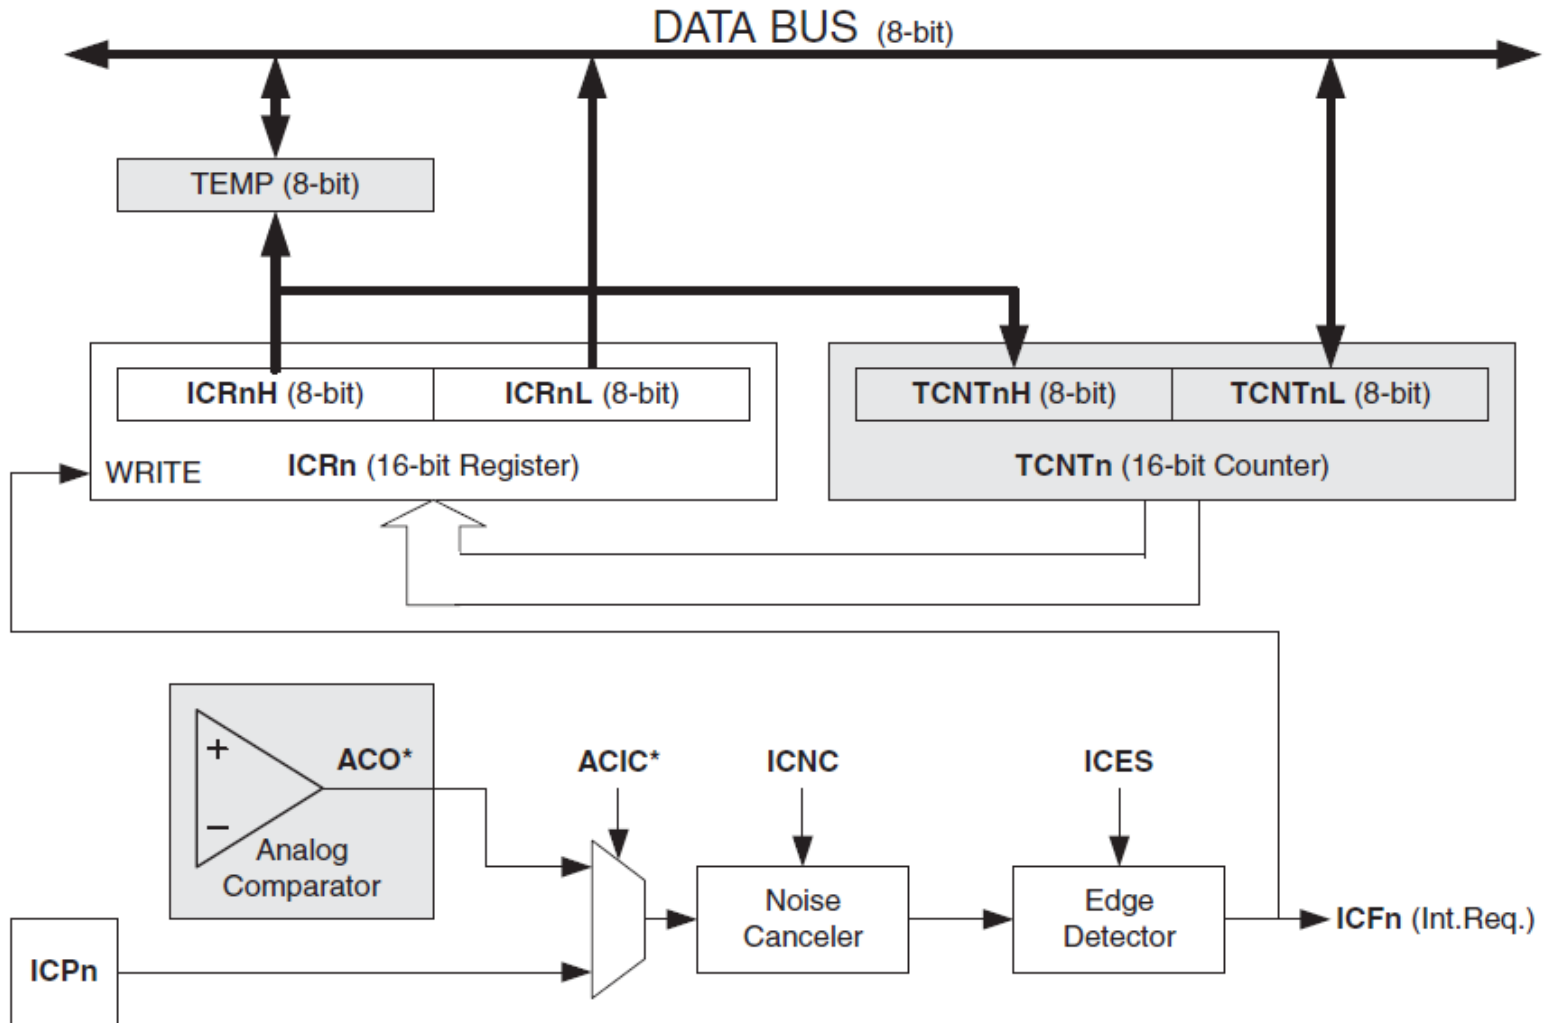 DATA BUS (8-bit)
TEMP (8-bit)
ICRnH (8-bit)
ICRnL (8-bit)
TCNTnH (8-bit)
TCNTnL (8-bit)
WRITE
ICRn (16-bit Register)
TCNTn (16-bit Counter)
+
−
ACO*
Analog
Comparator
ACIC*
ICNC
ICES
Noise
Canceler
Edge
Detector
ICFn (Int.Req.)
ICPn